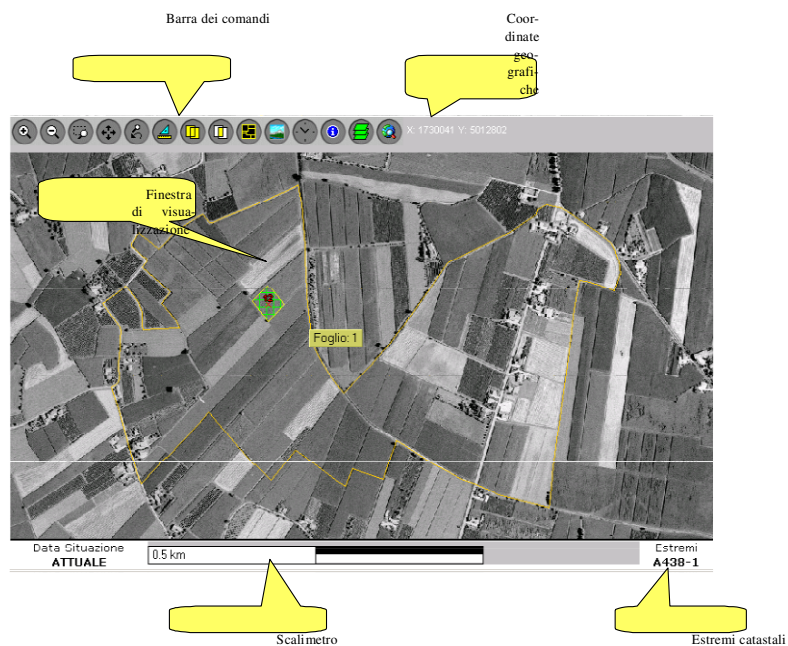 Barra dei comandi
Coor-
dinate
geo-
grafi-
che
X: 1730041 Y: 5012802
Finestra
di visua-
lizzazione
Foglio: 1
Data Situazione
ATTUALE
0.5 km
Estremi
A438-1
Scalimetro
Estremi catastali